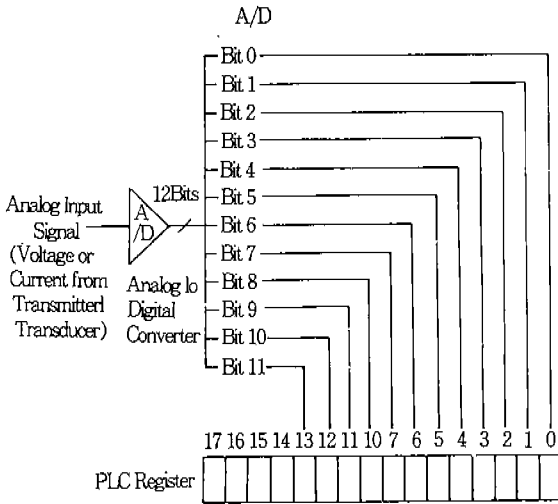 A/D
Bit 0
Bit 1
Bit 2
Bit 3
Bit 4
12Bits
Bit 5
Analog Input
Signal
(Voltage or
Current from
Transmitterl
Transducer)
A
/D
Bit 6
Bit 7
Analog lo
Digital
Converter
Bit 8
Bit 9
Bit 10
Bit 11
17 16 15 14 13 12 11 10 7 6 5 4 3 2 1 0
PLC Register